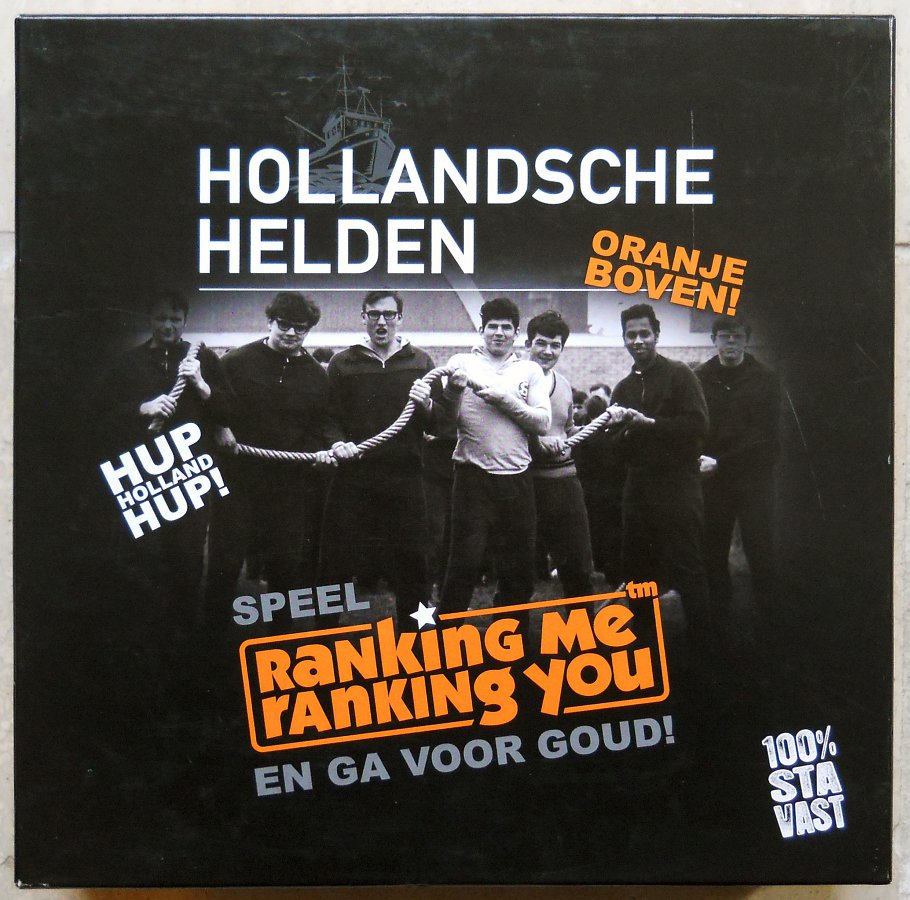 HOLLANDSCHE
HELDEN
ORANJE
BOVEN!
HUP
HOLLAND
HUP!
SPEEL
RaNkiNG Me tm
rANKING YOU
EN GA VOOR GOUD!
100%
STA
VAST